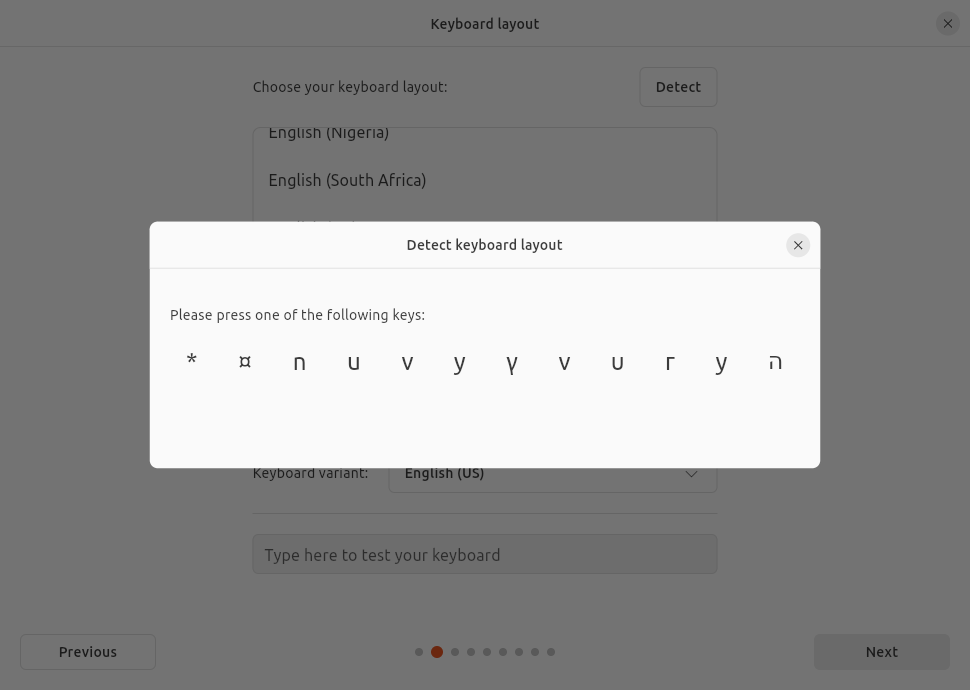 Keyboard layout
Choose your keyboard layout:
Detect
English (Nigeria)
English (South Africa)
Detect keyboard layout
Please press one of the following keys:
* ¤ ո u v y ү ѵ ս г у ה
Keyboard variant:
English (US)
Type here to test your keyboard
Previous
Next